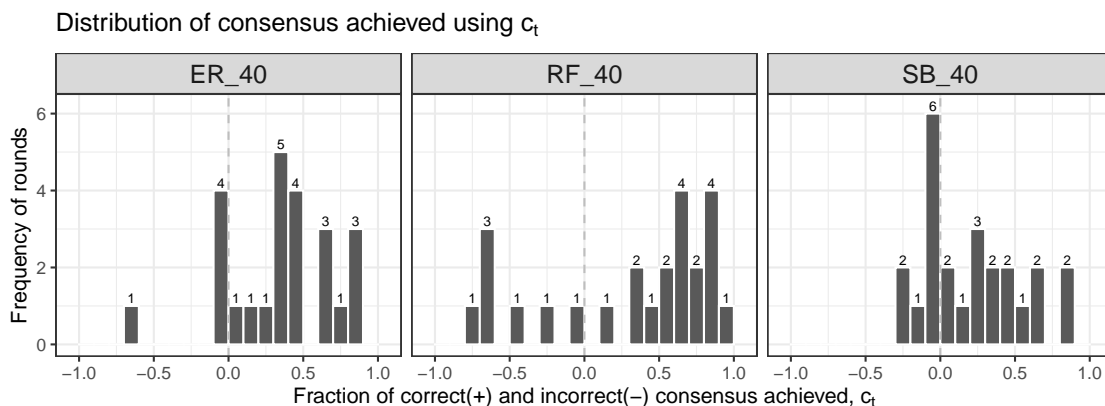 Distribution of consensus achieved using cₜ
ER_40 RF_40 SB_40
Frequency of rounds
6
4
2
0
1 4 1 1 1 5 4 3 1 3
1 3 1 1 1 1 2 1 2 4 2 4 1
2 1 6 2 1 3 2 2 1 2 2
−1.0 −0.5 0.0 0.5 1.0 −1.0 −0.5 0.0 0.5 1.0 −1.0 −0.5 0.0 0.5 1.0
Fraction of correct(+) and incorrect(−) consensus achieved, cₜ